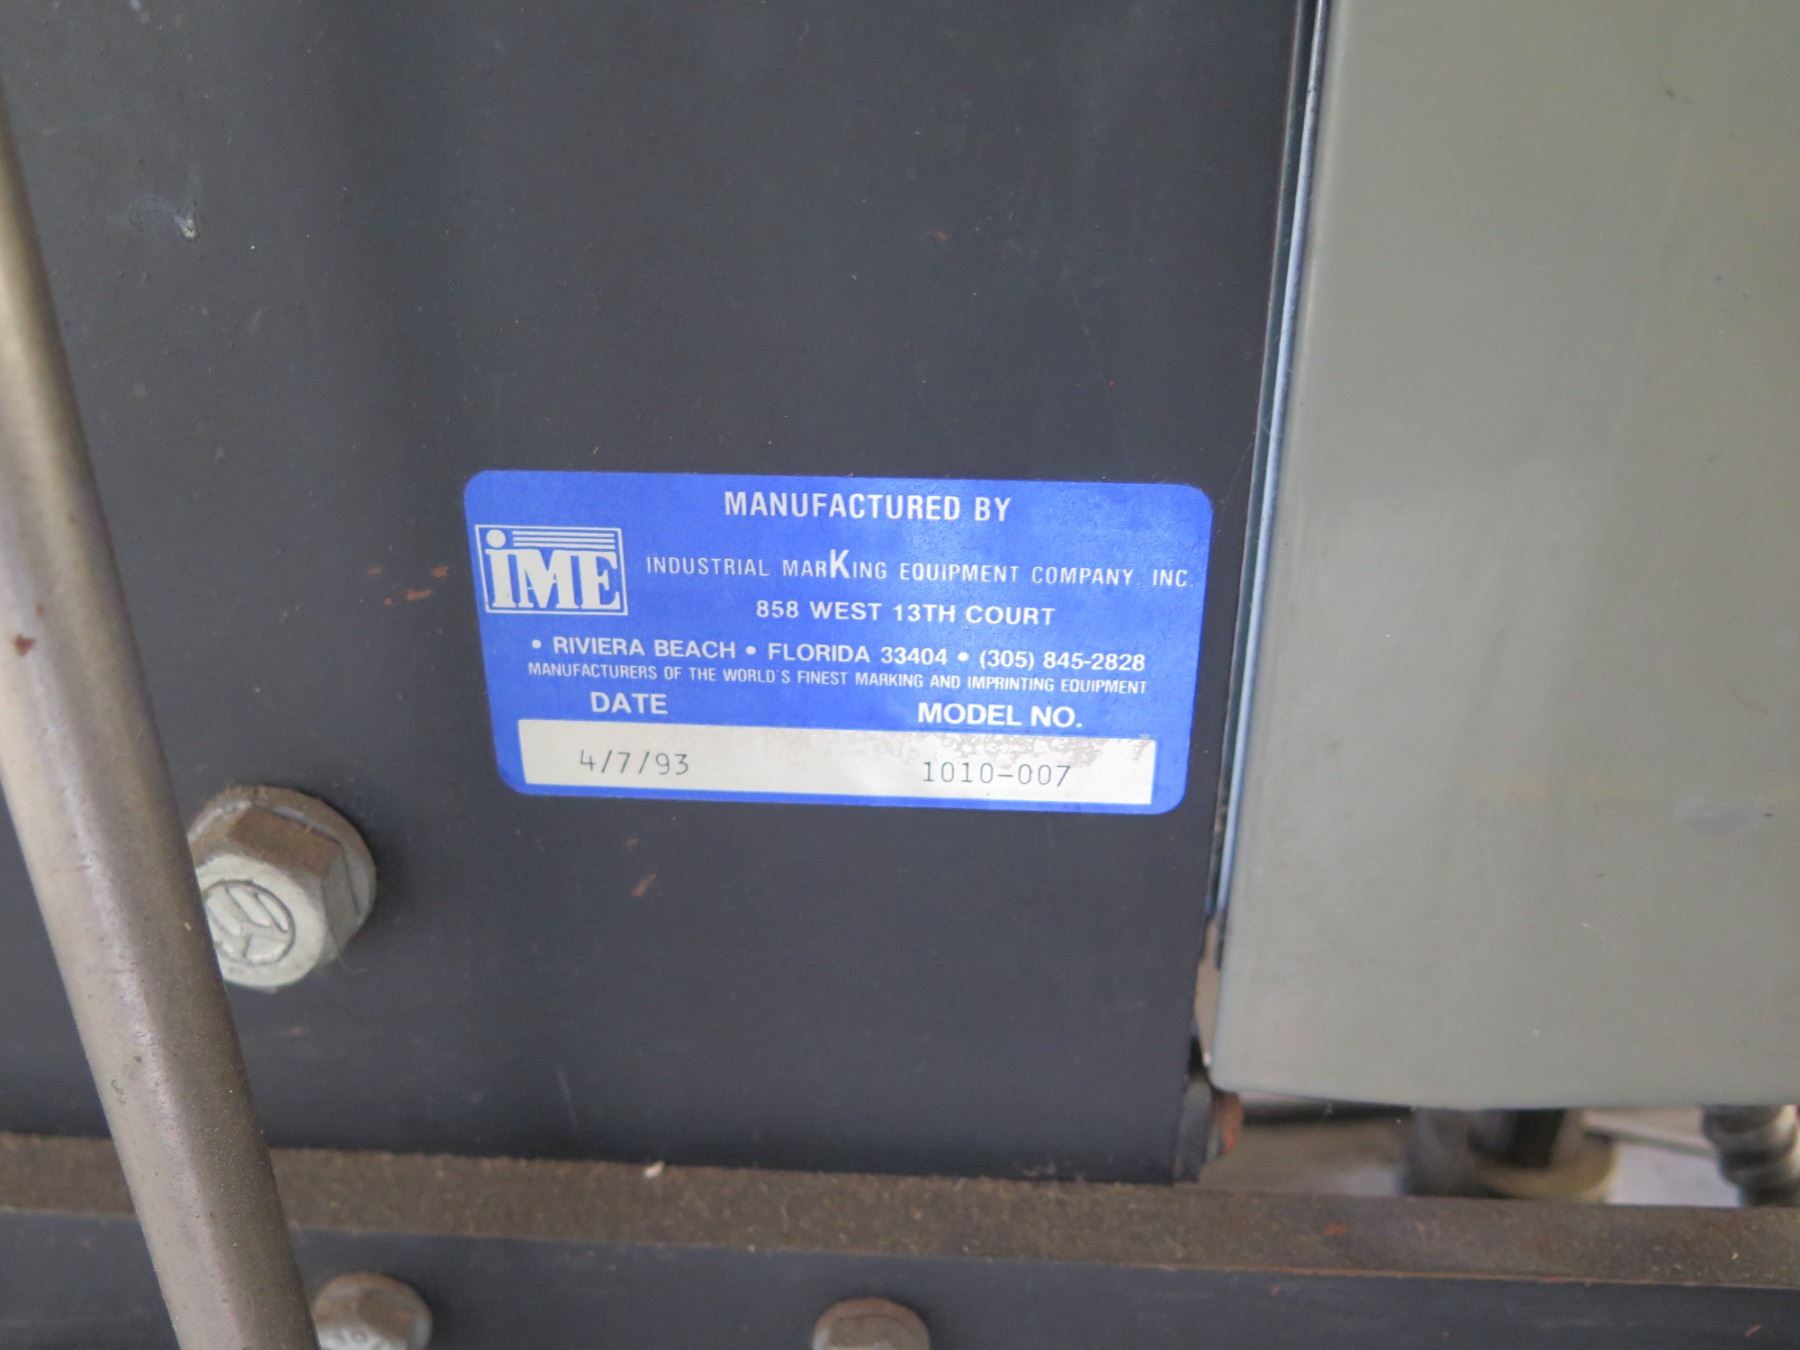 MANUFACTURED BY
iME
INDUSTRIAL MARKING EQUIPMENT COMPANY. INC.
858 WEST 13TH COURT
• RIVIERA BEACH • FLORIDA 33404 • (305) 845-2828
MANUFACTURERS OF THE WORLD'S FINEST MARKING AND IMPRINTING EQUIPMENT
DATE MODEL NO.
4/7/93 1010-007